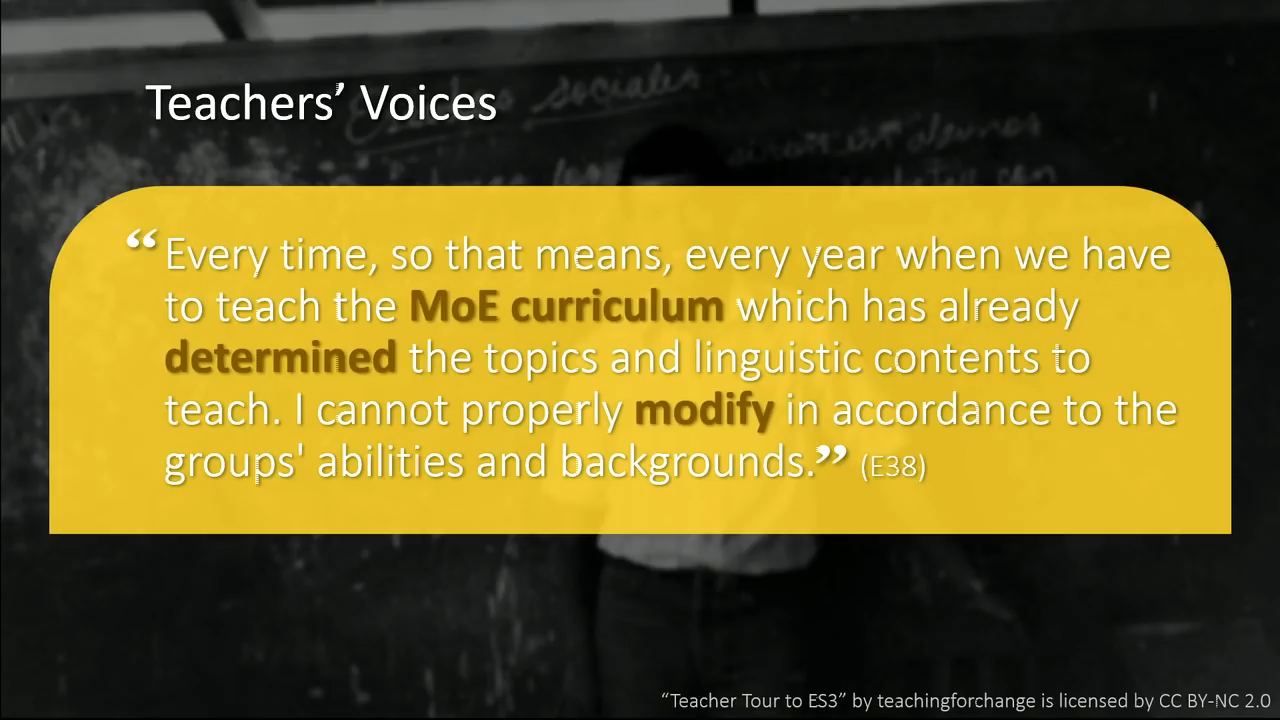 Teachers’ Voices
sociales
“Every time, so that means, every year when we have
to teach the MoE curriculum which has already
determined the topics and linguistic contents to
teach. I cannot properly modify in accordance to the
groups' abilities and backgrounds.” (E38)
“Teacher Tour to ES3” by teachingforchange is licensed by CC BY-NC 2.0